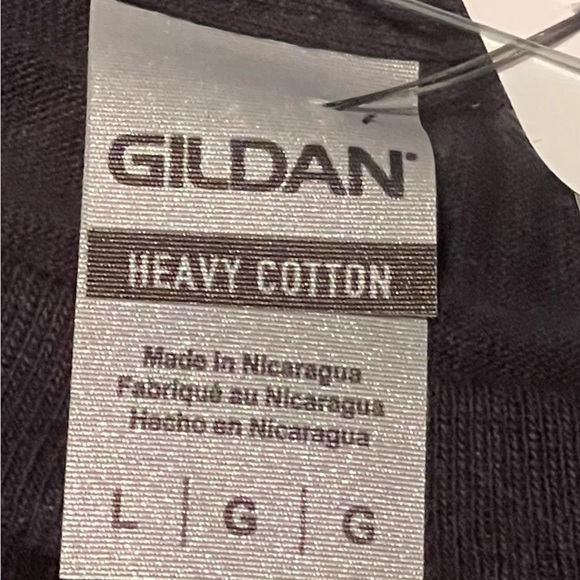 GILDAN
HEAVY COTTON
Made in Nicaragua
Fabriqué au Nicaragua
Hecho en Nicaragua
L | G | G